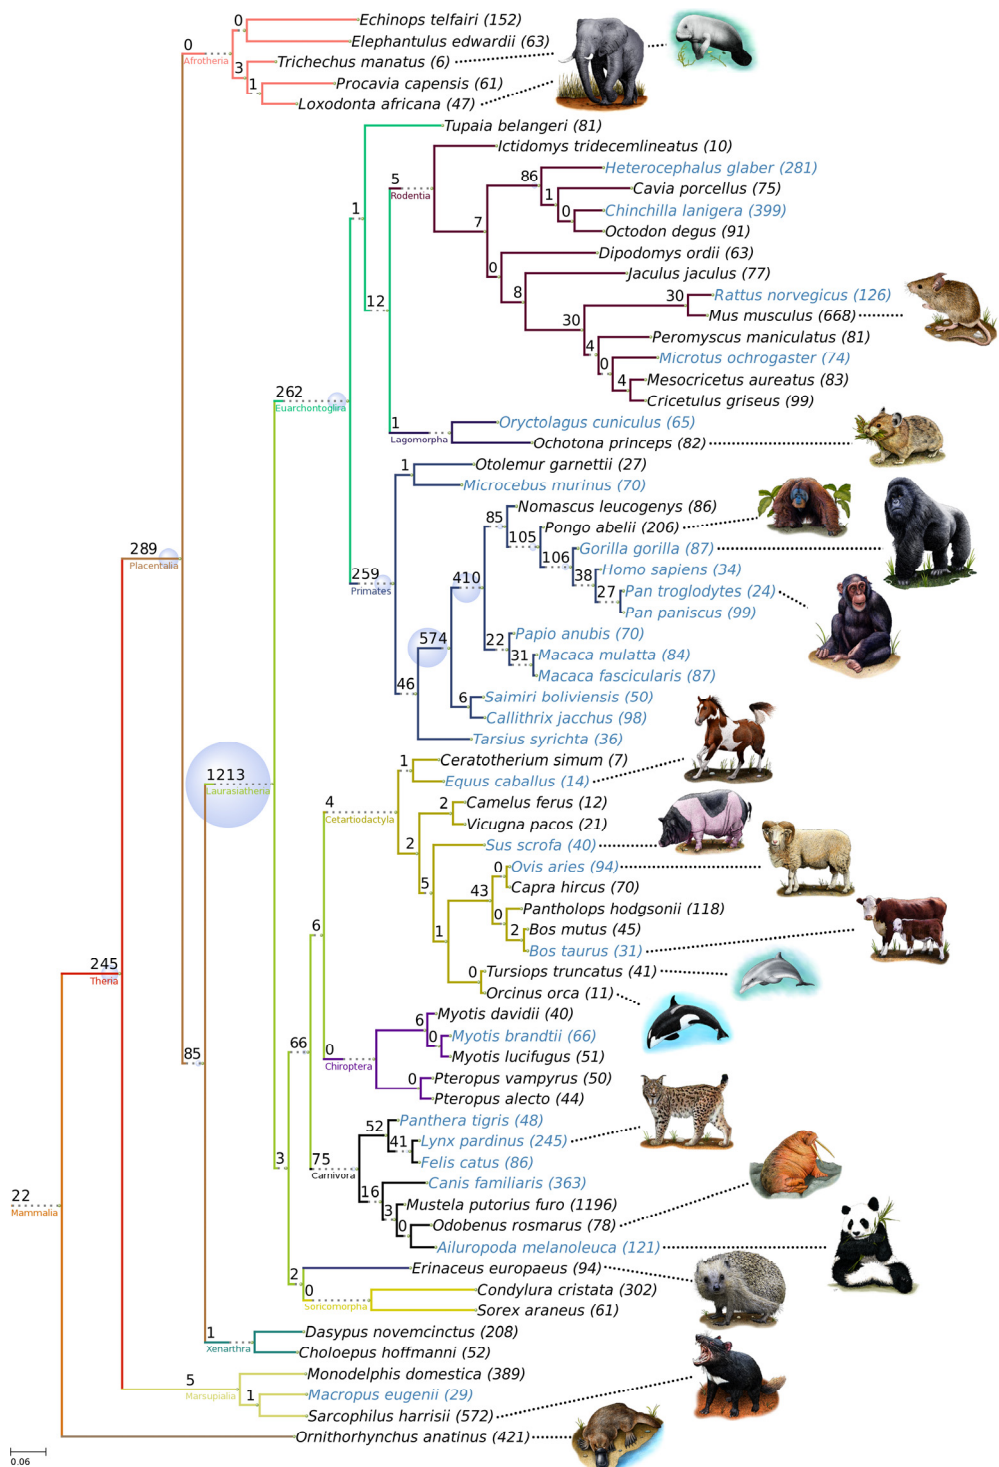 0
Echinops telfairi (152)
Elephantulus edwardii (63)
0
Afrotheria
3
Trichechus manatus (6)
1
Procavia capensis (61)
Loxodonta africana (47)
Tupaia belangeri (81)
Ictidomys tridecemlineatus (10)
5
Rodentia
86
Heterocephalus glaber (281)
1
Cavia porcellus (75)
0
Chinchilla lanigera (399)
1
7
Octodon degus (91)
Dipodomys ordii (63)
0
Jaculus jaculus (77)
8
12
30
Rattus norvegicus (126)
30
Mus musculus (668)
Peromyscus maniculatus (81)
4
0
Microtus ochrogaster (74)
4
Mesocricetus aureatus (83)
262
Euarchontoglira
Cricetulus griseus (99)
1
Lagomorpha
Oryctolagus cuniculus (65)
Ochotona princeps (82)
1
Otolemur garnettii (27)
Microcebus murinus (70)
85
Nomascus leucogenys (86)
105
Pongo abelii (206)
289
Placentalia
106
Gorilla gorilla (87)
259
Primates
410
38
Homo sapiens (34)
27
Pan troglodytes (24)
Pan paniscus (99)
574
22
Papio anubis (70)
31
Macaca mulatta (84)
Macaca fascicularis (87)
46
6
Saimiri boliviensis (50)
Callithrix jacchus (98)
Tarsius syrichta (36)
1213
Laurasiatheria
1
Ceratotherium simum (7)
Equus caballus (14)
4
Cetartiodactyla
2
Camelus ferus (12)
Vicugna pacos (21)
2
Sus scrofa (40)
5
0
Ovis aries (94)
43
Capra hircus (70)
0
Pantholops hodgsonii (118)
6
1
2
Bos mutus (45)
Bos taurus (31)
245
Theria
0
Tursiops truncatus (41)
Orcinus orca (11)
6
Myotis davidii (40)
0
Myotis brandtii (66)
85
66
0
Chiroptera
Myotis lucifugus (51)
0
Pteropus vampyrus (50)
Pteropus alecto (44)
52
Panthera tigris (48)
41
Lynx pardinus (245)
3
75
Carnivora
Felis catus (86)
16
Canis familiaris (363)
22
Mammalia
3
Mustela putorius furo (1196)
0
Odobenus rosmarus (78)
Ailuropoda melanoleuca (121)
2
Erinaceus europaeus (94)
0
Soricomorpha
Condylura cristata (302)
Sorex araneus (61)
1
Xenarthra
Dasypus novemcinctus (208)
Choloepus hoffmanni (52)
5
Marsupialia
Monodelphis domestica (389)
1
Macropus eugenii (29)
Sarcophilus harrisii (572)
Ornithorhynchus anatinus (421)
0.06